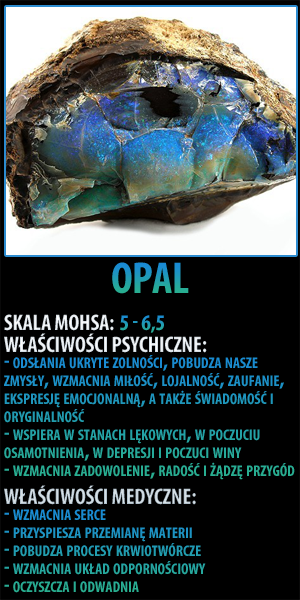 OPAL
SKALA MOHSA: 5 - 6,5
WŁAŚCIWOŚCI PSYCHICZNE:
- ODSŁANIA UKRYTE ZOLNOŚCI, POBUDZA NASZE
ZMYSŁY, WZMACNIA MIŁOŚĆ, LOJALNOŚĆ, ZAUFANIE,
EKSPRESJĘ EMOCJONALNĄ, A TAKŻE ŚWIADOMOŚĆ I
ORYGINALNOŚĆ
- WSPIERA W STANACH LĘKOWYCH, W POCZUCIU
OSAMOTNIENIA, W DEPRESJI I POCZUCI WINY
- WZMACNIA ZADOWOLENIE, RADOŚĆ I ŻĄDZĘ PRZYGÓD
WŁAŚCIWOŚCI MEDYCZNE:
- WZMACNIA SERCE
- PRZYSPIESZA PRZEMIANĘ MATERII
- POBUDZA PROCESY KRWIOTWÓRCZE
- WZMACNIA UKŁAD ODPORNOŚCIOWY
- OCZYSZCZA I ODWADNIA